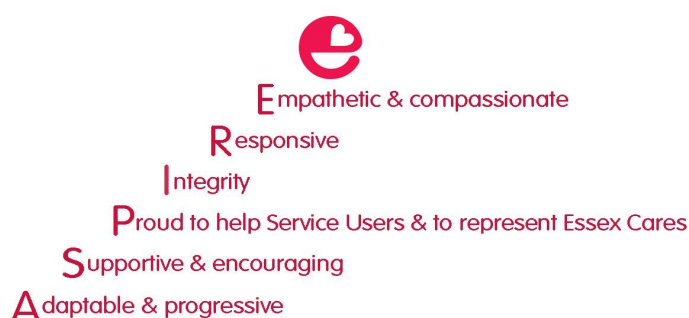 e
Empathetic & compassionate
Responsive
Integrity
Proud to help Service Users & to represent Essex Cares
Supportive & encouraging
Adaptable & progressive